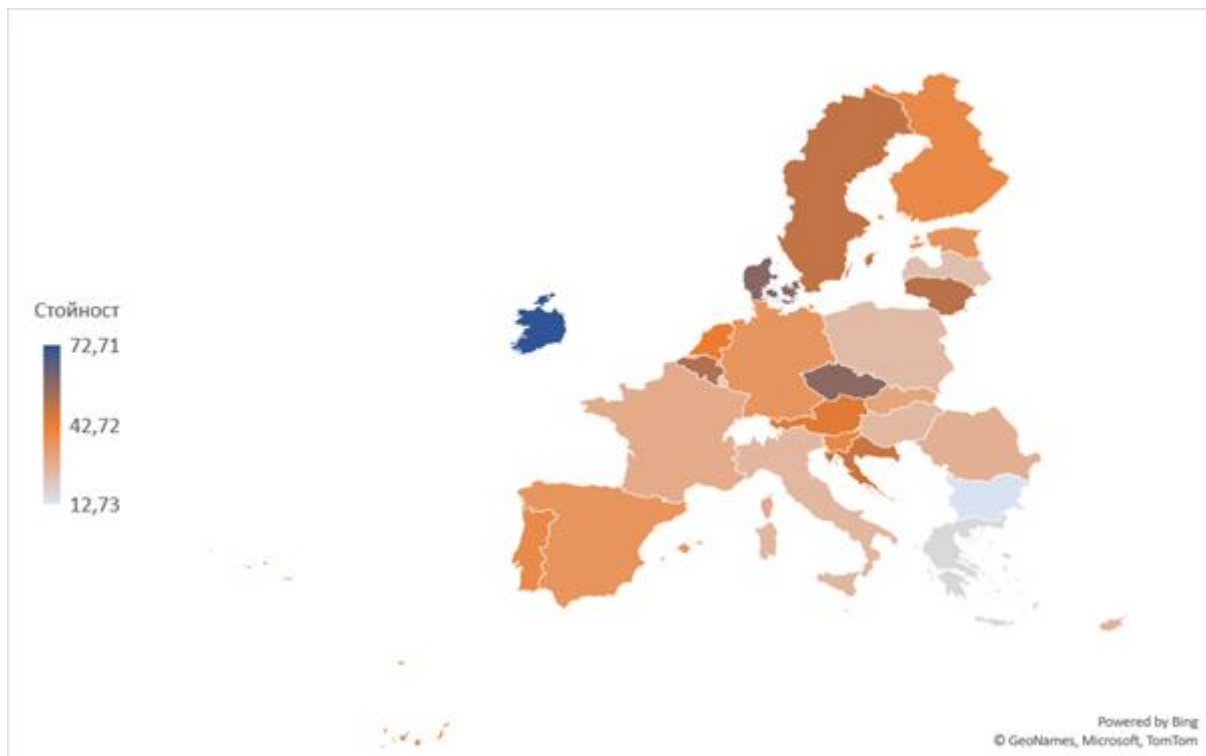 Стойност
72,71
42,72
12,73
Powered by Bing
© GeoNames, Microsoft, TomTom